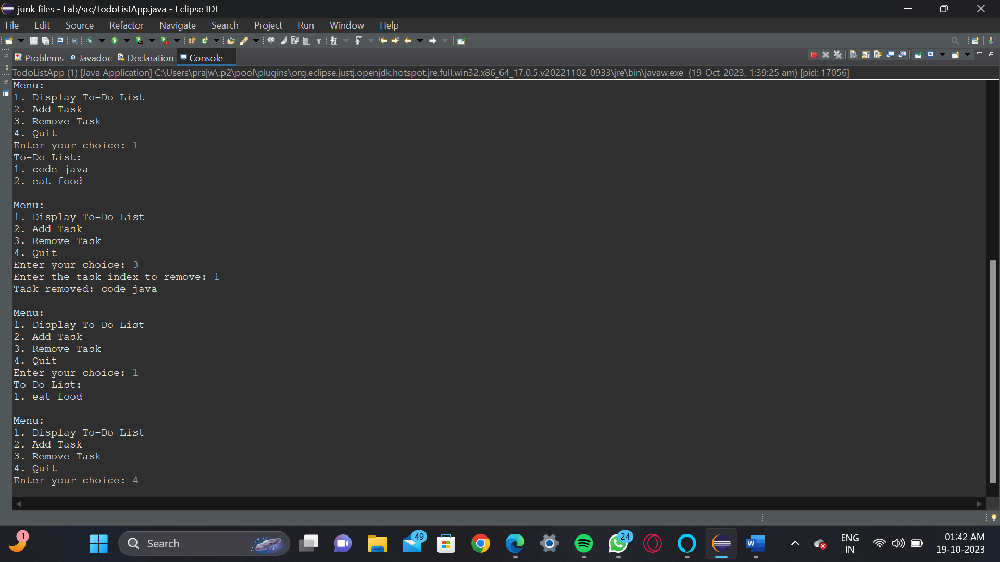 junk files - Lab/src/TodoListApp.java - Eclipse IDE
File Edit Source Refactor Navigate Search Project Run Window Help
Problems Javadoc Declaration Console
TodoListApp (1) [Java Application] C:\Users\prajw\.p2\pool\plugins\org.eclipse.justj.openjdk.hotspot.jre.full.win32.x86_64_17.0.5.v20221102-0933\jre\bin\javaw.exe (19-Oct-2023, 1:39:25 am) [pid: 17056]
Menu:
1. Display To-Do List
2. Add Task
3. Remove Task
4. Quit
Enter your choice: 1
To-Do List:
1. code java
2. eat food
Menu:
1. Display To-Do List
2. Add Task
3. Remove Task
4. Quit
Enter your choice: 3
Enter the task index to remove: 1
Task removed: code java
Menu:
1. Display To-Do List
2. Add Task
3. Remove Task
4. Quit
Enter your choice: 1
To-Do List:
1. eat food
Menu:
1. Display To-Do List
2. Add Task
3. Remove Task
4. Quit
Enter your choice: 4
1
Search
49
24
W
ENG
IN
01:42 AM
19-10-2023